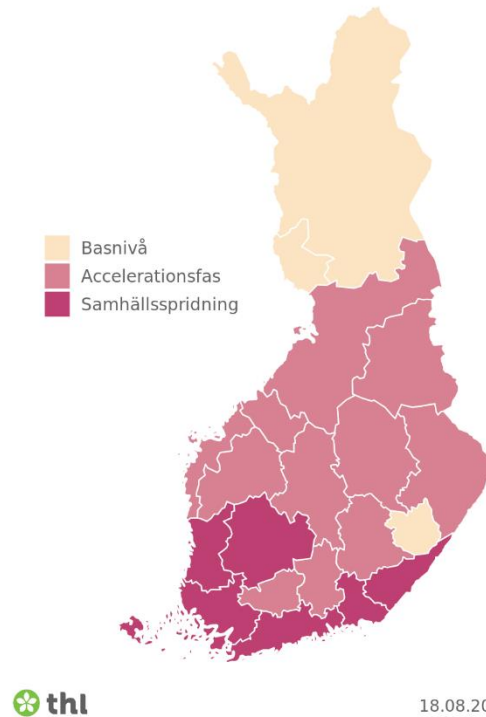 Basnivå
Accelerationsfas
Samhällsspridning
thl
18.08.20